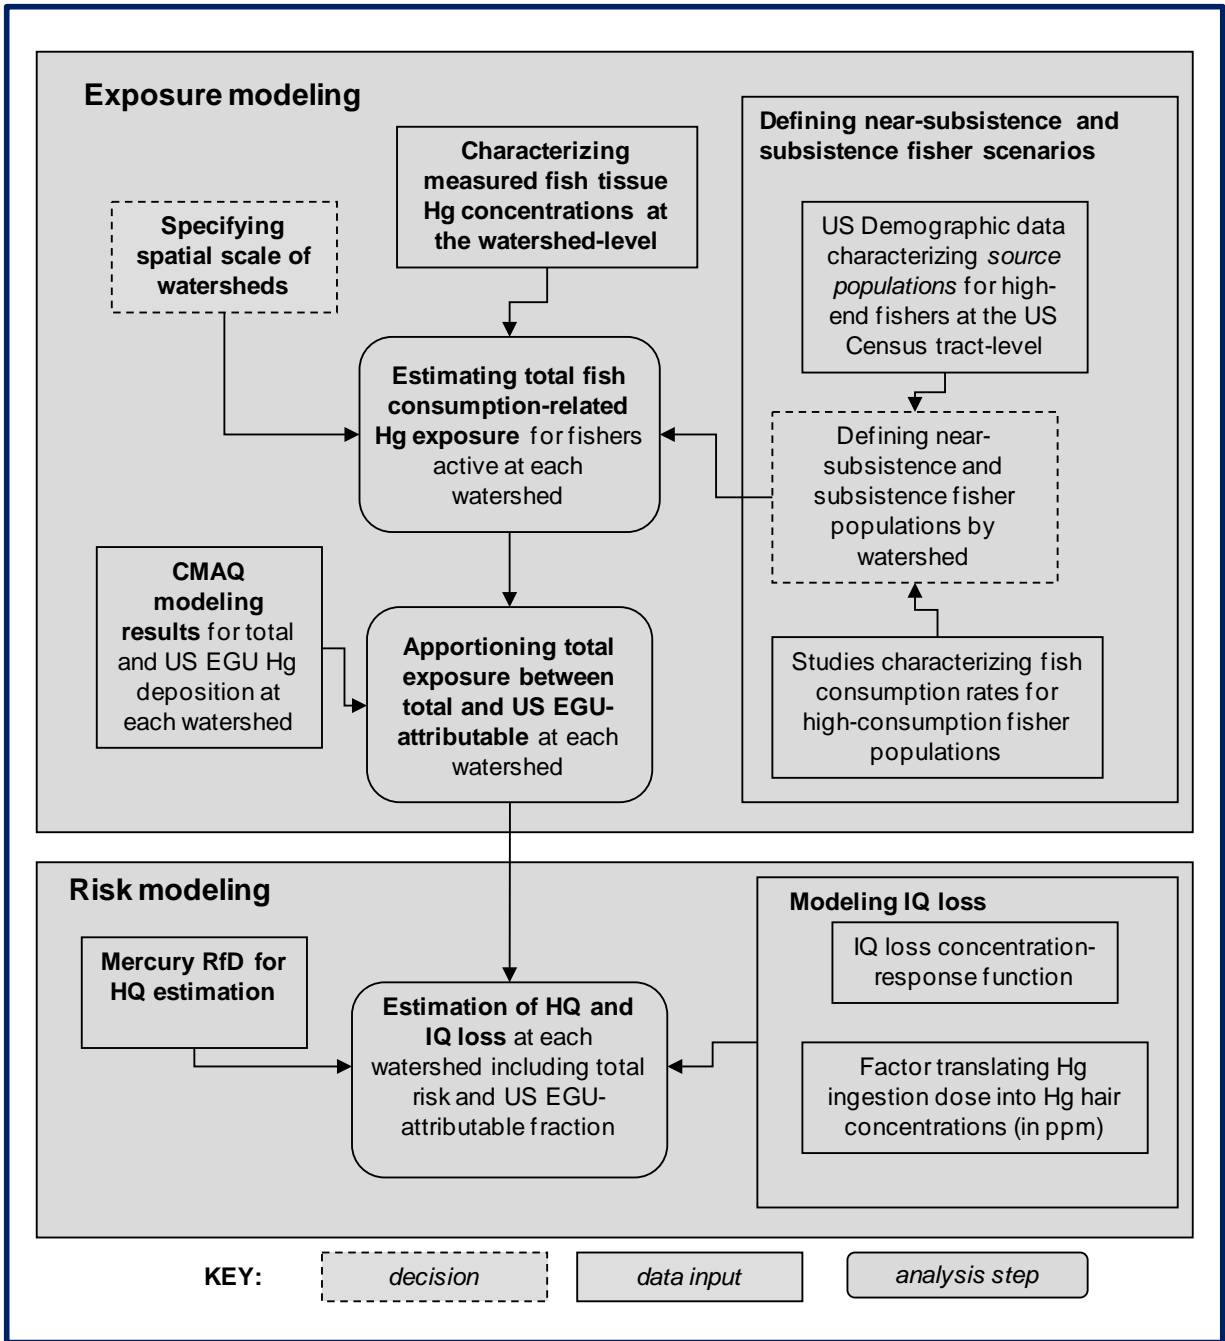 Exposure modeling
Characterizing
measured fish tissue
Hg concentrations at
the watershed-level
Specifying
spatial scale of
watersheds
Defining near-subsistence and
subsistence fisher scenarios
US Demographic data
characterizing source
populations for high-
end fishers at the US
Census tract-level
Estimating total fish
consumption-related
Hg exposure for fishers
active at each
watershed
Defining near-
subsistence and
subsistence fisher
populations by
watershed
CMAQ
modeling
results for total
and US EGU Hg
deposition at
each watershed
Apportioning total
exposure between
total and US EGU-
attributable at each
watershed
Studies characterizing fish
consumption rates for
high-consumption fisher
populations
Risk modeling
Mercury RfD for
HQ estimation
Estimation of HQ and
IQ loss at each
watershed including total
risk and US EGU-
attributable fraction
Modeling IQ loss
IQ loss concentration-
response function
Factor translating Hg
ingestion dose into Hg hair
concentrations (in ppm)
KEY:
decision
data input
analysis step